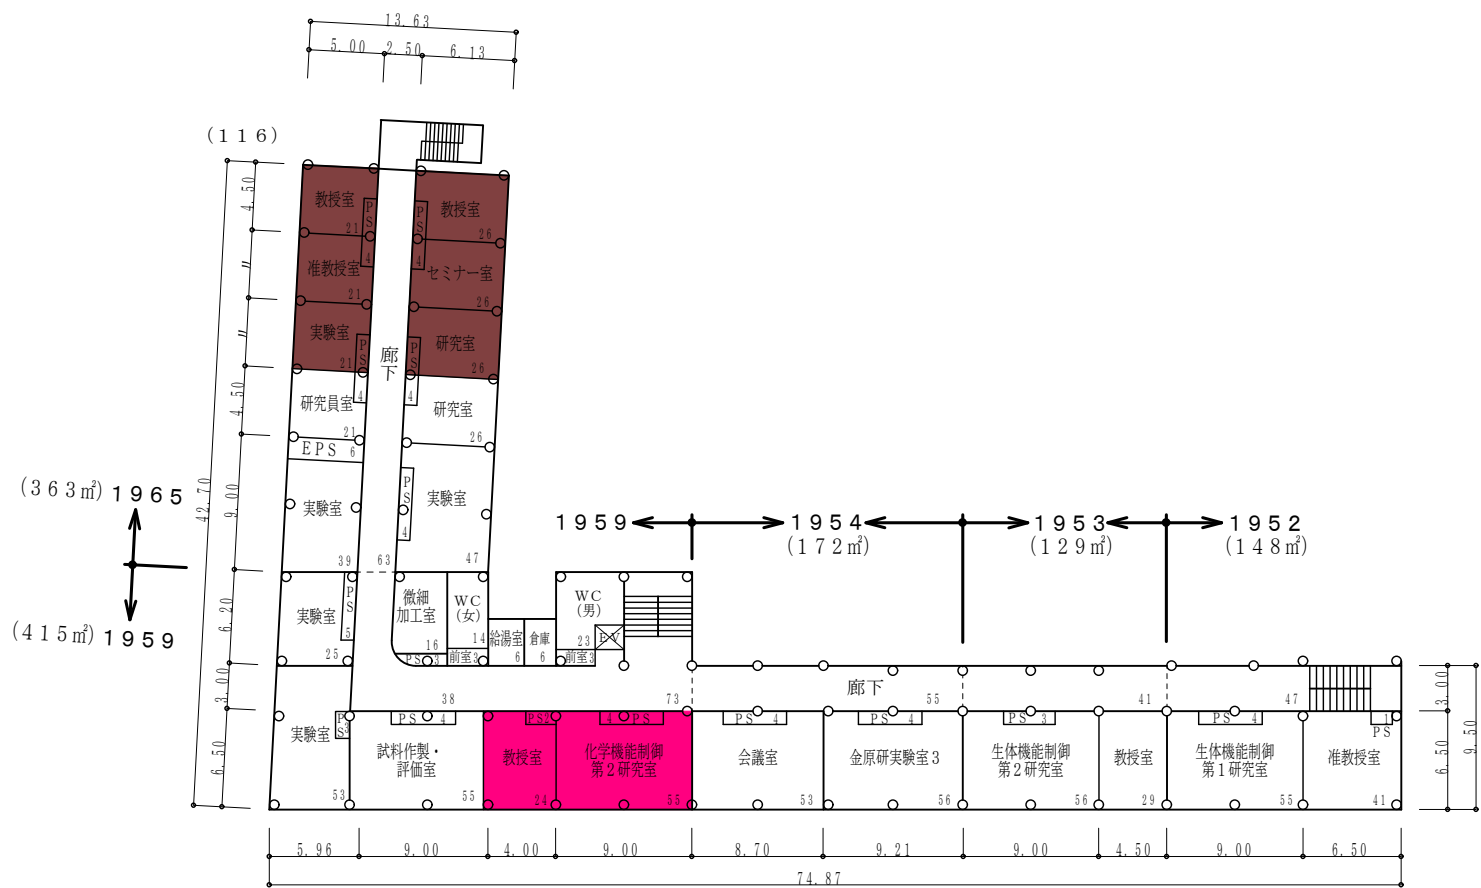 13.63
5.00 2.50 6.13
(116)
4.50
〃
〃
4.50
9.00
6.20
3.00
6.50
42.70
教授室
21
PS
4
教授室
26
PS
4
准教授室
21
セミナー室
26
実験室
21
PS
4
研究室
26
PS
4
廊下
研究員室
21
研究室
26
EPS 6
実験室
39
63
実験室
47
PS
4
(363㎡) 1965
(415㎡) 1959
1959
1954
(172㎡)
1953
(129㎡)
1952
(148㎡)
実験室
25
PS
5
微細
加工室
16
PS 3
WC
(女)
14
前室 3
給湯室
6
倉庫
6
WC
(男)
23
前室 3
EV
38
73
廊下
55
41
47
実験室
53
PS
3
PS 4
試料作製・
評価室
55
PS2
教授室
24
4 PS
化学機能制御
第2研究室
55
PS 4
会議室
53
PS 4
金原研実験室3
56
PS 3
生体機能制御
第2研究室
56
教授室
29
PS 4
生体機能制御
第1研究室
55
1
PS
准教授室
41
3.00
6.50
9.50
5.96 9.00 4.00 9.00 8.70 9.21 9.00 4.50 9.00 6.50
74.87